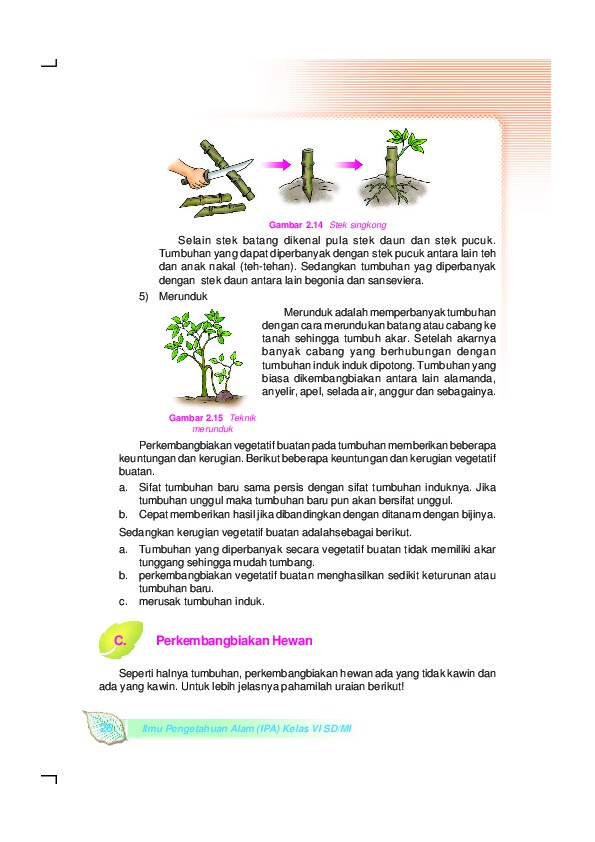 Gambar 2.14 Stek singkong
Selain stek batang dikenal pula stek daun dan stek pucuk.
Tumbuhan yang dapat diperbanyak dengan stek pucuk antara lain teh
dan anak nakal (teh-tehan). Sedangkan tumbuhan yag diperbanyak
dengan stek daun antara lain begonia dan sanseviera.
5) Merunduk
Merunduk adalah memperbanyak tumbuhan
dengan cara merundukan batang atau cabang ke
tanah sehingga tumbuh akar. Setelah akarnya
banyak cabang yang berhubungan dengan
tumbuhan induk induk dipotong. Tumbuhan yang
biasa dikembangbiakan antara lain alamanda,
anyelir, apel, selada air, anggur dan sebagainya.
Gambar 2.15 Teknik
merunduk
Perkembangbiakan vegetatif buatan pada tumbuhan memberikan beberapa
keuntungan dan kerugian. Berikut beberapa keuntungan dan kerugian vegetatif
buatan.
a. Sifat tumbuhan baru sama persis dengan sifat tumbuhan induknya. Jika
tumbuhan unggul maka tumbuhan baru pun akan bersifat unggul.
b. Cepat memberikan hasil jika dibandingkan dengan ditanam dengan bijinya.
Sedangkan kerugian vegetatif buatan adalahsebagai berikut.
a. Tumbuhan yang diperbanyak secara vegetatif buatan tidak memiliki akar
tunggang sehingga mudah tumbang.
b. perkembangbiakan vegetatif buatan menghasilkan sedikit keturunan atau
tumbuhan baru.
c. merusak tumbuhan induk.
C. Perkembangbiakan Hewan
Seperti halnya tumbuhan, perkembangbiakan hewan ada yang tidak kawin dan
ada yang kawin. Untuk lebih jelasnya pahamilah uraian berikut!
Ilmu Pengetahuan Alam (IPA) Kelas VI SD/MI